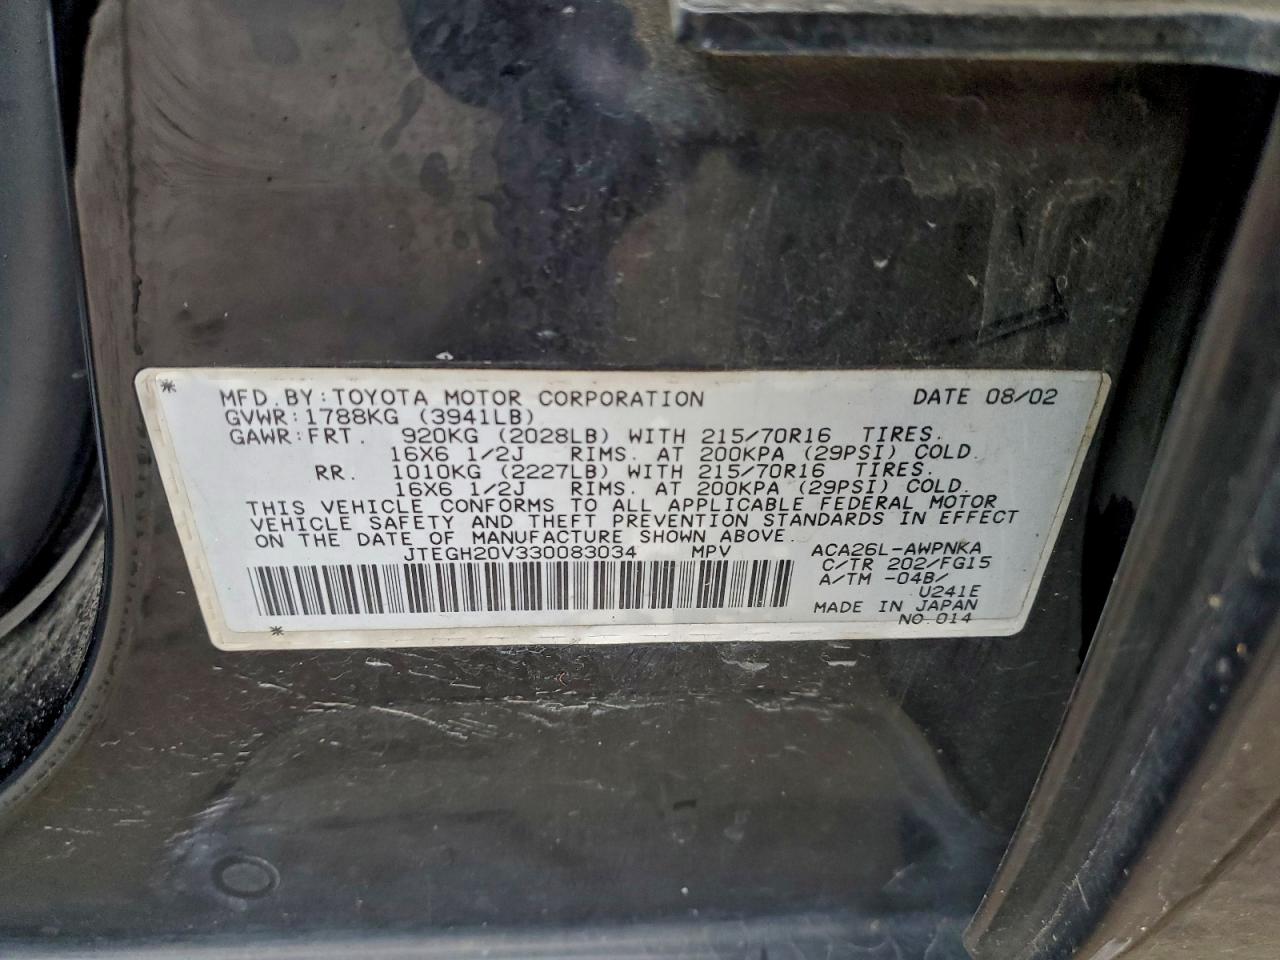 MFD. BY: TOYOTA MOTOR CORPORATION DATE 08/02
GVWR: 1788KG (3941LB)
GAWR: FRT. 920KG (2028LB) WITH 215/70R16 TIRES.
16X6 1/2J RIMS. AT 200KPA (29PSI) COLD.
RR. 1010KG (2227LB) WITH 215/70R16 TIRES.
16X6 1/2J RIMS. AT 200KPA (29PSI) COLD.
THIS VEHICLE CONFORMS TO ALL APPLICABLE FEDERAL MOTOR
VEHICLE SAFETY AND THEFT PREVENTION STANDARDS IN EFFECT
ON THE DATE OF MANUFACTURE SHOWN ABOVE.
JTEGH20V330083034 MPV ACA26L-AWPNKA
C/TR 202/FG15
A/TM -04B/
U241E
MADE IN JAPAN
NO.014